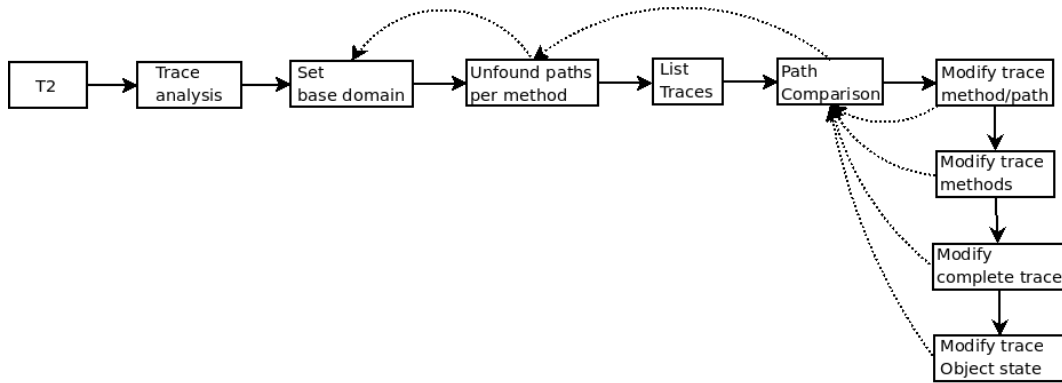 T2
Trace
analysis
Set
base domain
Unfound paths
per method
List
Traces
Path
Comparison
Modify trace
method/path
Modify trace
methods
Modify
complete trace
Modify trace
Object state